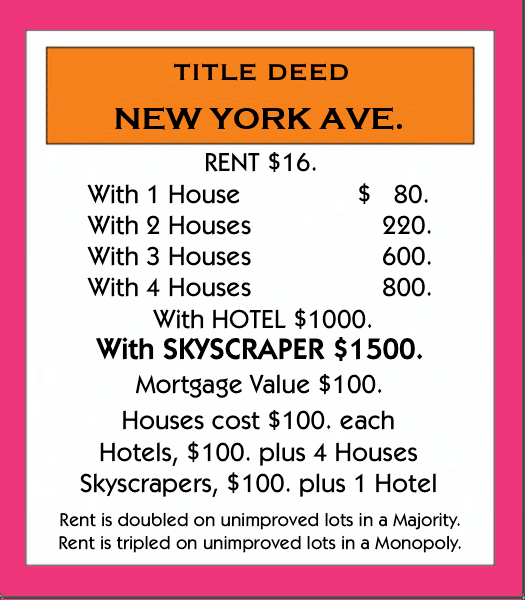 TITLE DEED
NEW YORK AVE.
RENT $16.
With 1 House $ 80.
With 2 Houses 220.
With 3 Houses 600.
With 4 Houses 800.
With HOTEL $1000.
With SKYSCRAPER $1500.
Mortgage Value $100.
Houses cost $100. each
Hotels, $100. plus 4 Houses
Skyscrapers, $100. plus 1 Hotel
Rent is doubled on unimproved lots in a Majority.
Rent is tripled on unimproved lots in a Monopoly.